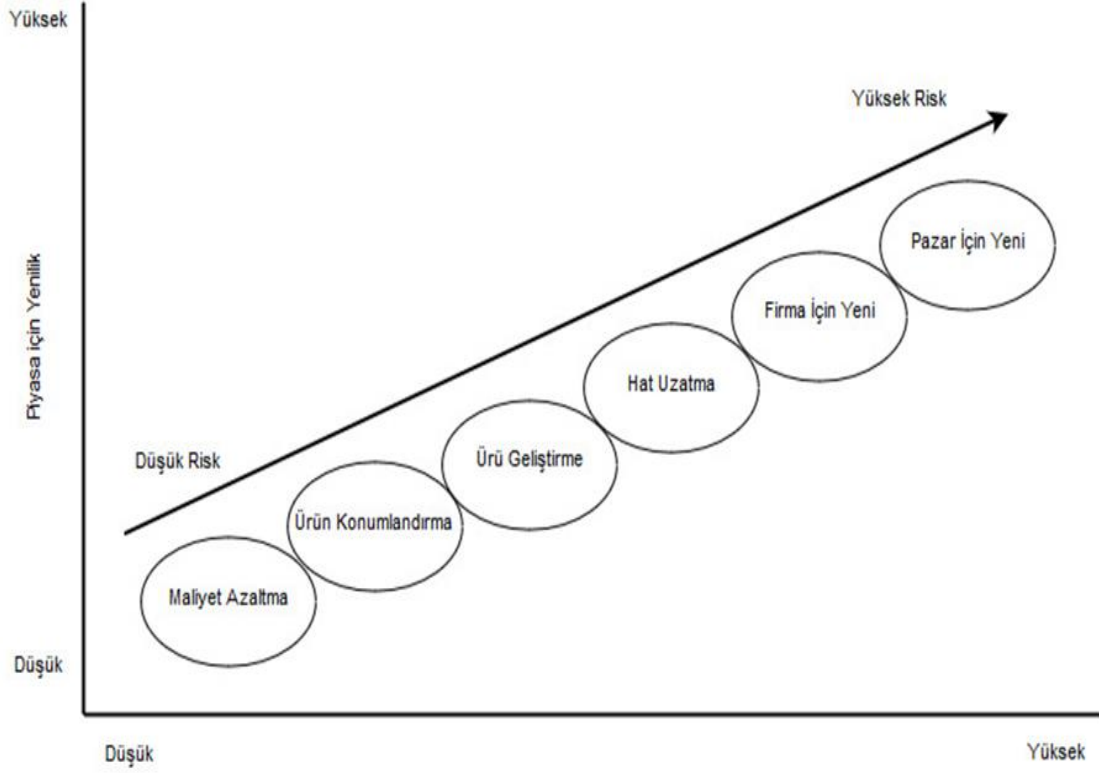 Yüksek
Yüksek Risk
Pazar İçin Yeni
Firma İçin Yeni
Hat Uzatma
Piyasa için Yenilik
Düşük Risk
Ürü Geliştirme
Ürün Konumlandırma
Maliyet Azaltma
Düşük
Düşük
Yüksek